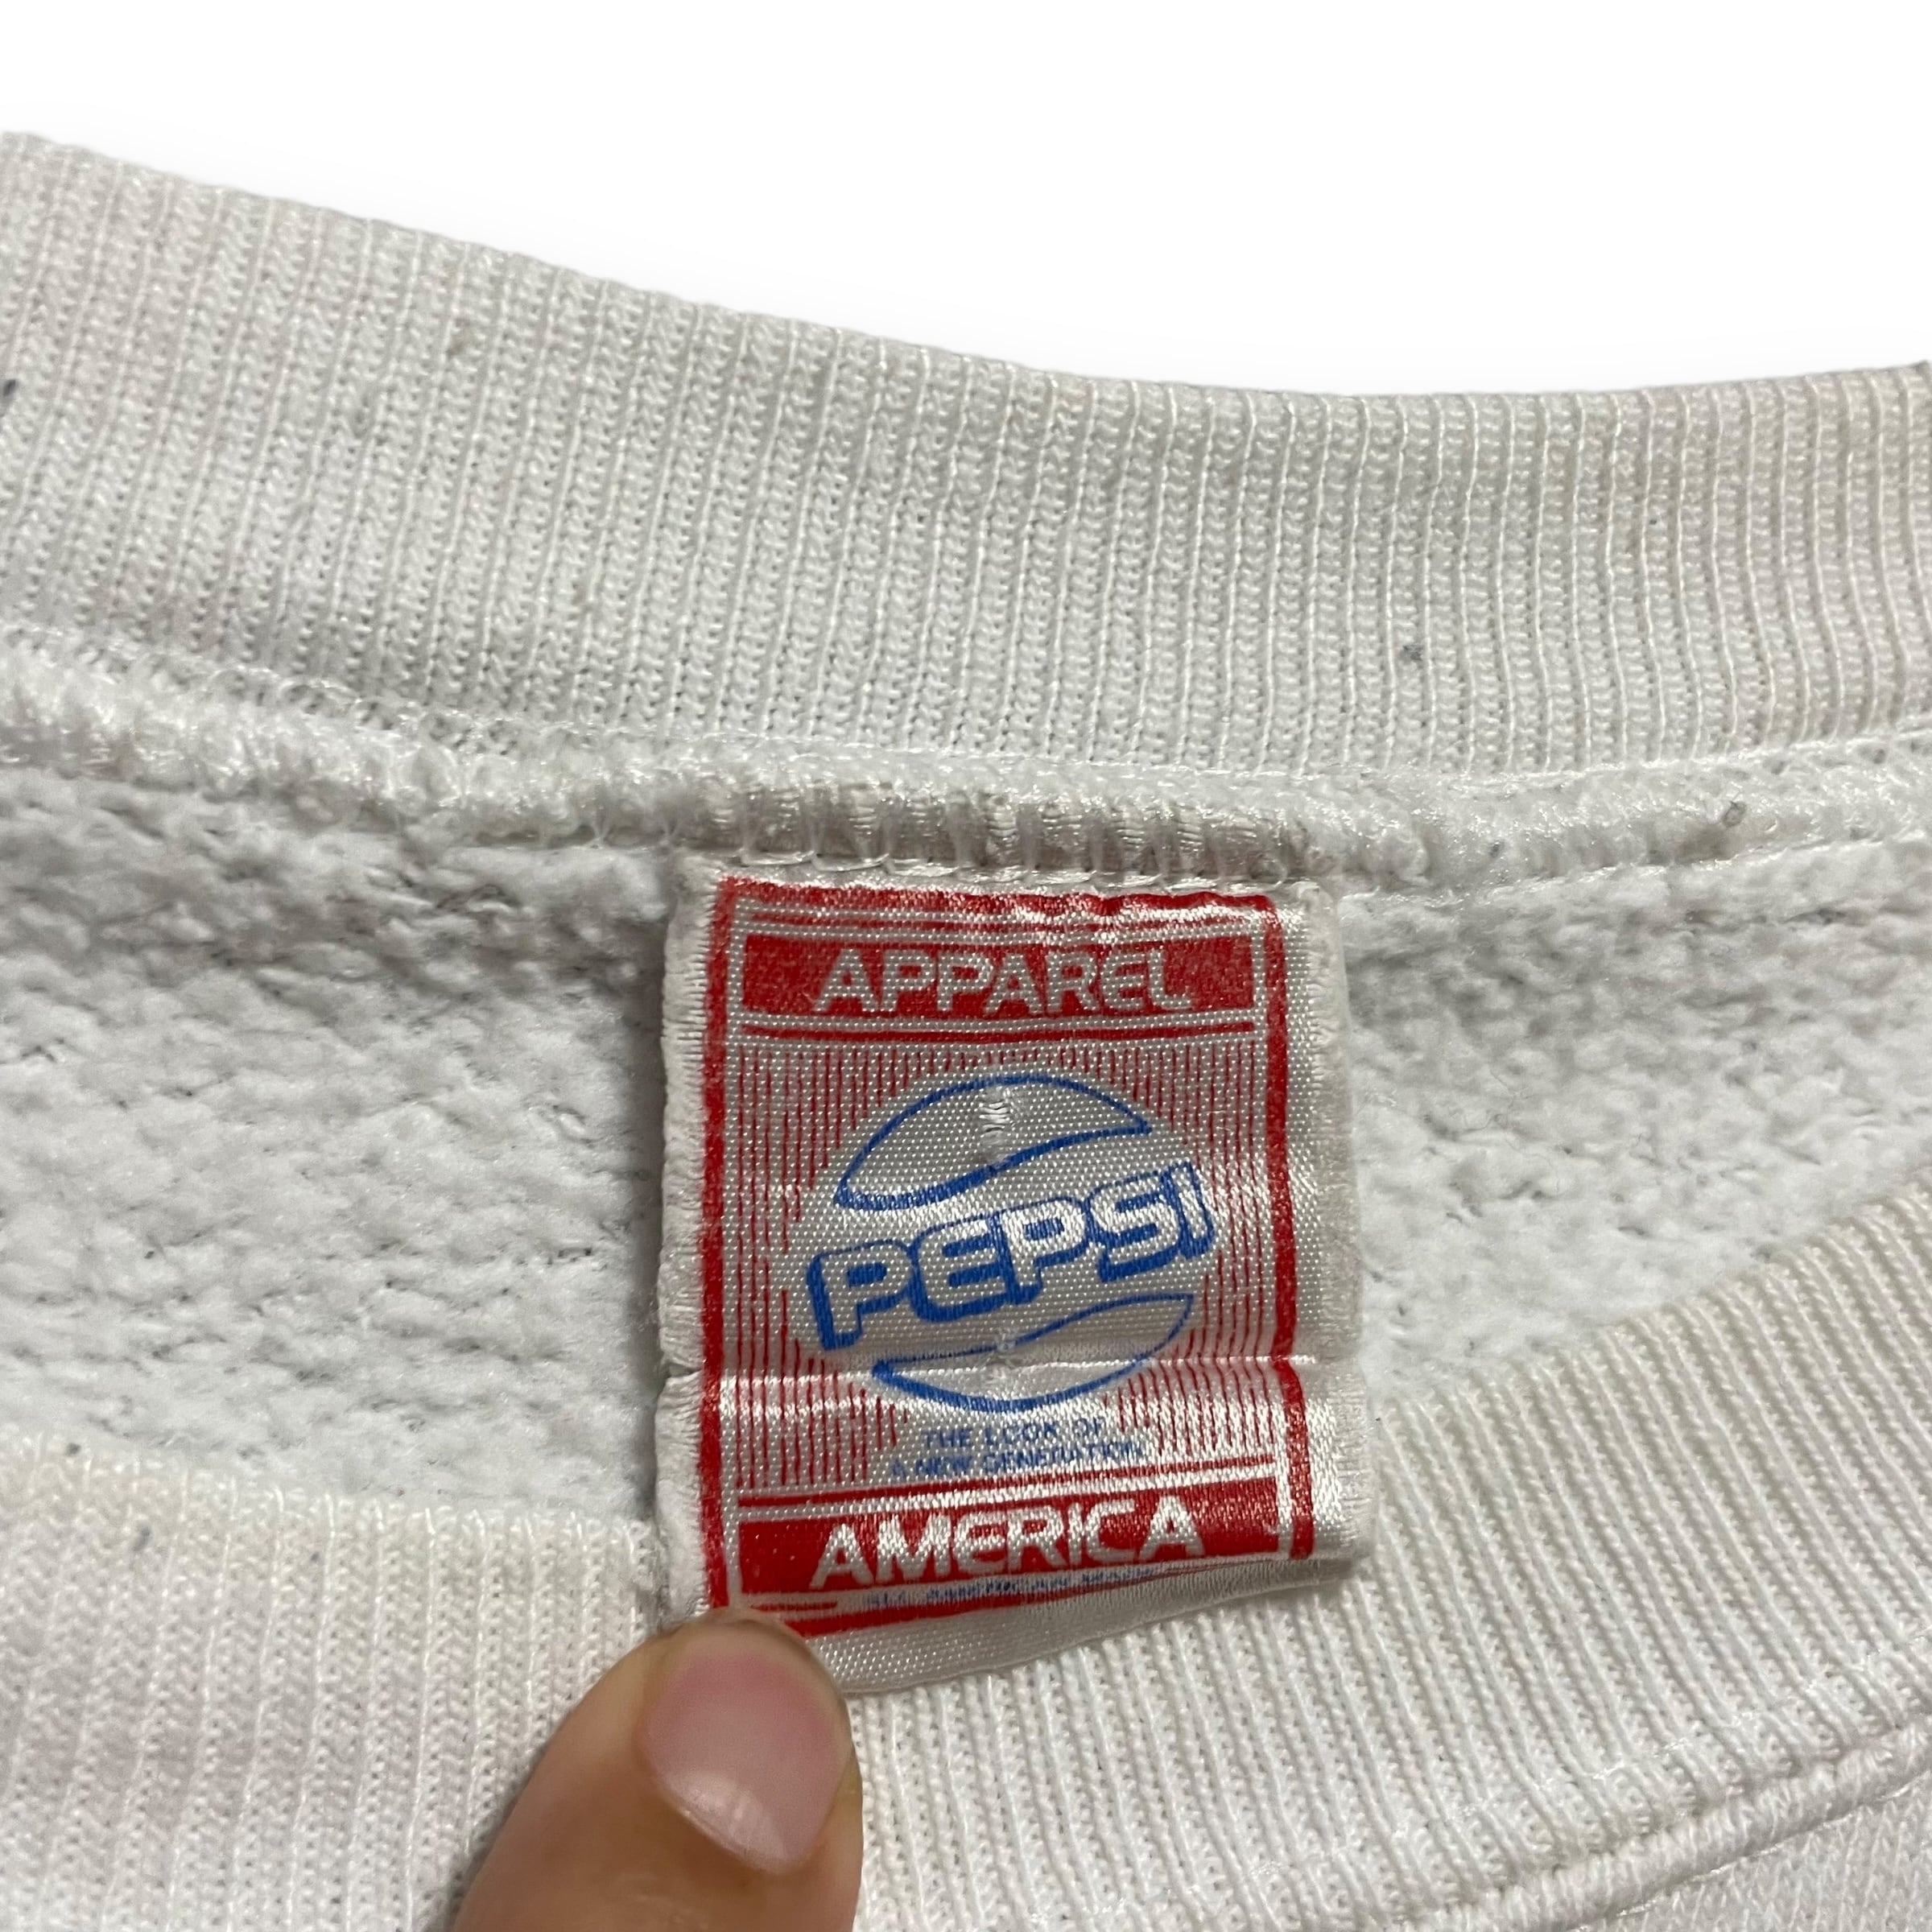 APPAREL
PEPSI
THE LOOK OF
A NEW GENERATION
AMERICA